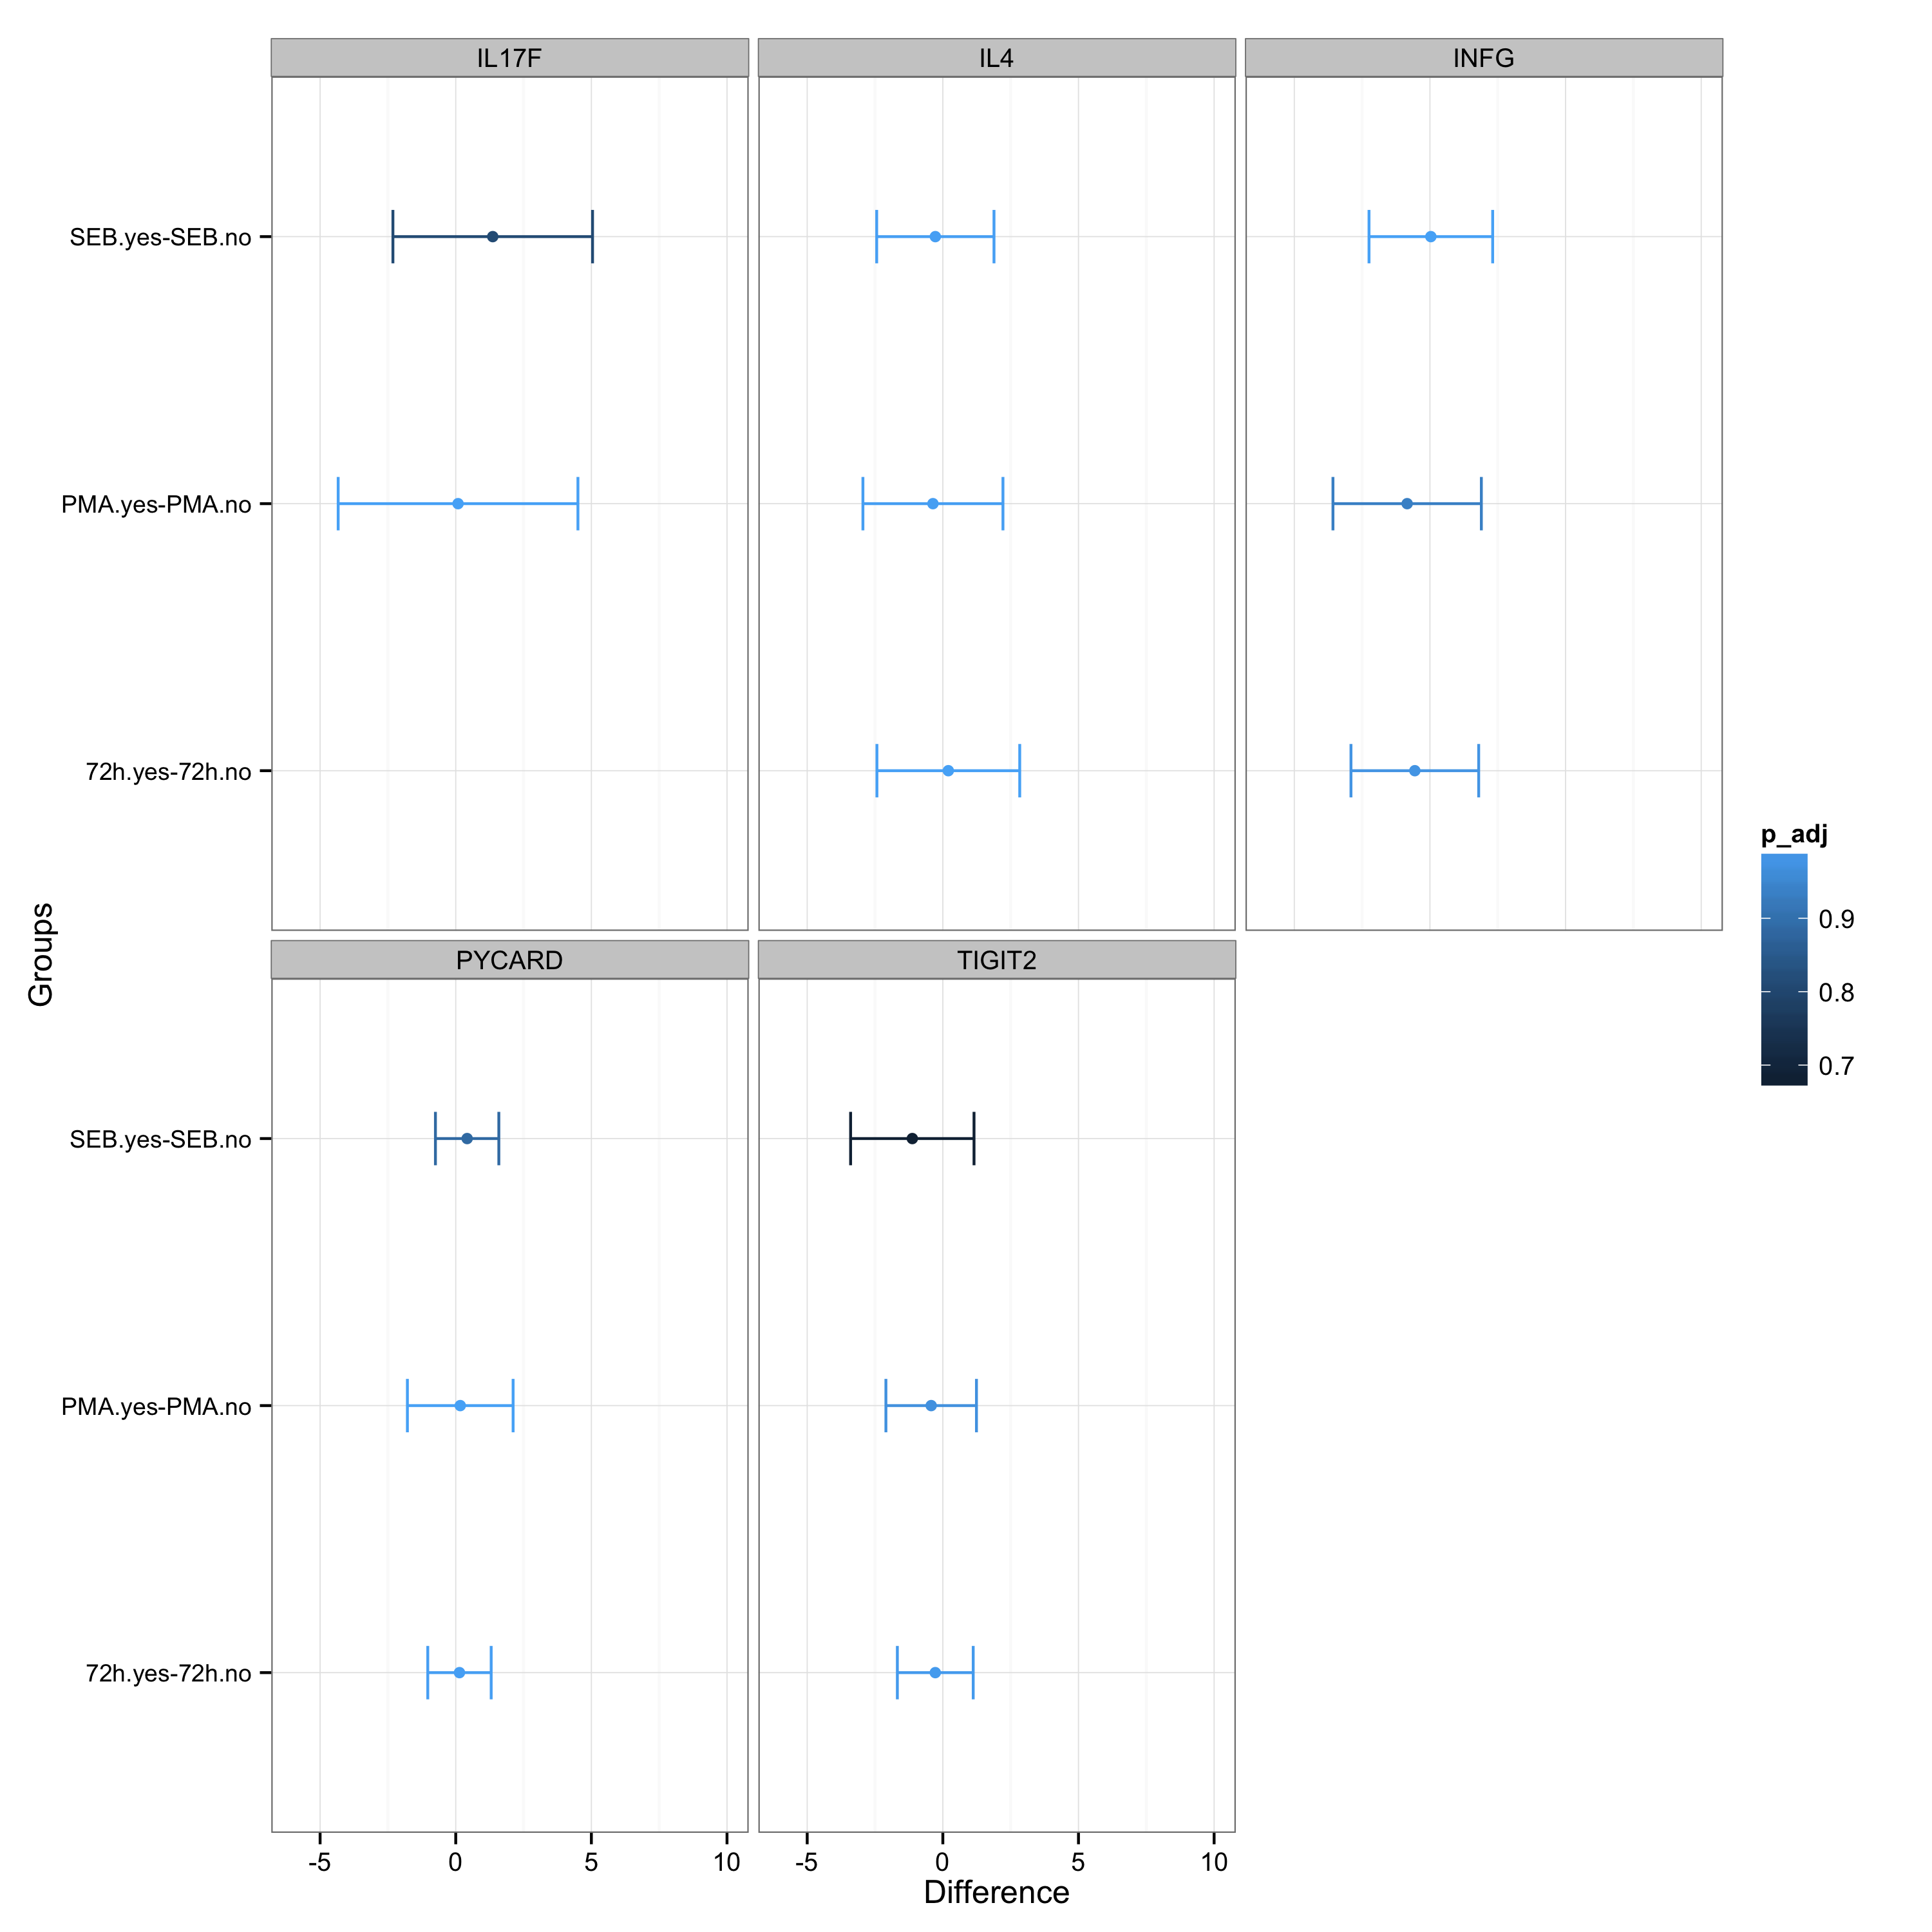 IL17F
IL4
INFG
SEB.yes-SEB.no
PMA.yes-PMA.no
72h.yes-72h.no
Groups
PYCARD
TIGIT2
SEB.yes-SEB.no
PMA.yes-PMA.no
72h.yes-72h.no
-5 0 5 10
-5 0 5 10
Difference
p_adj
0.9
0.8
0.7